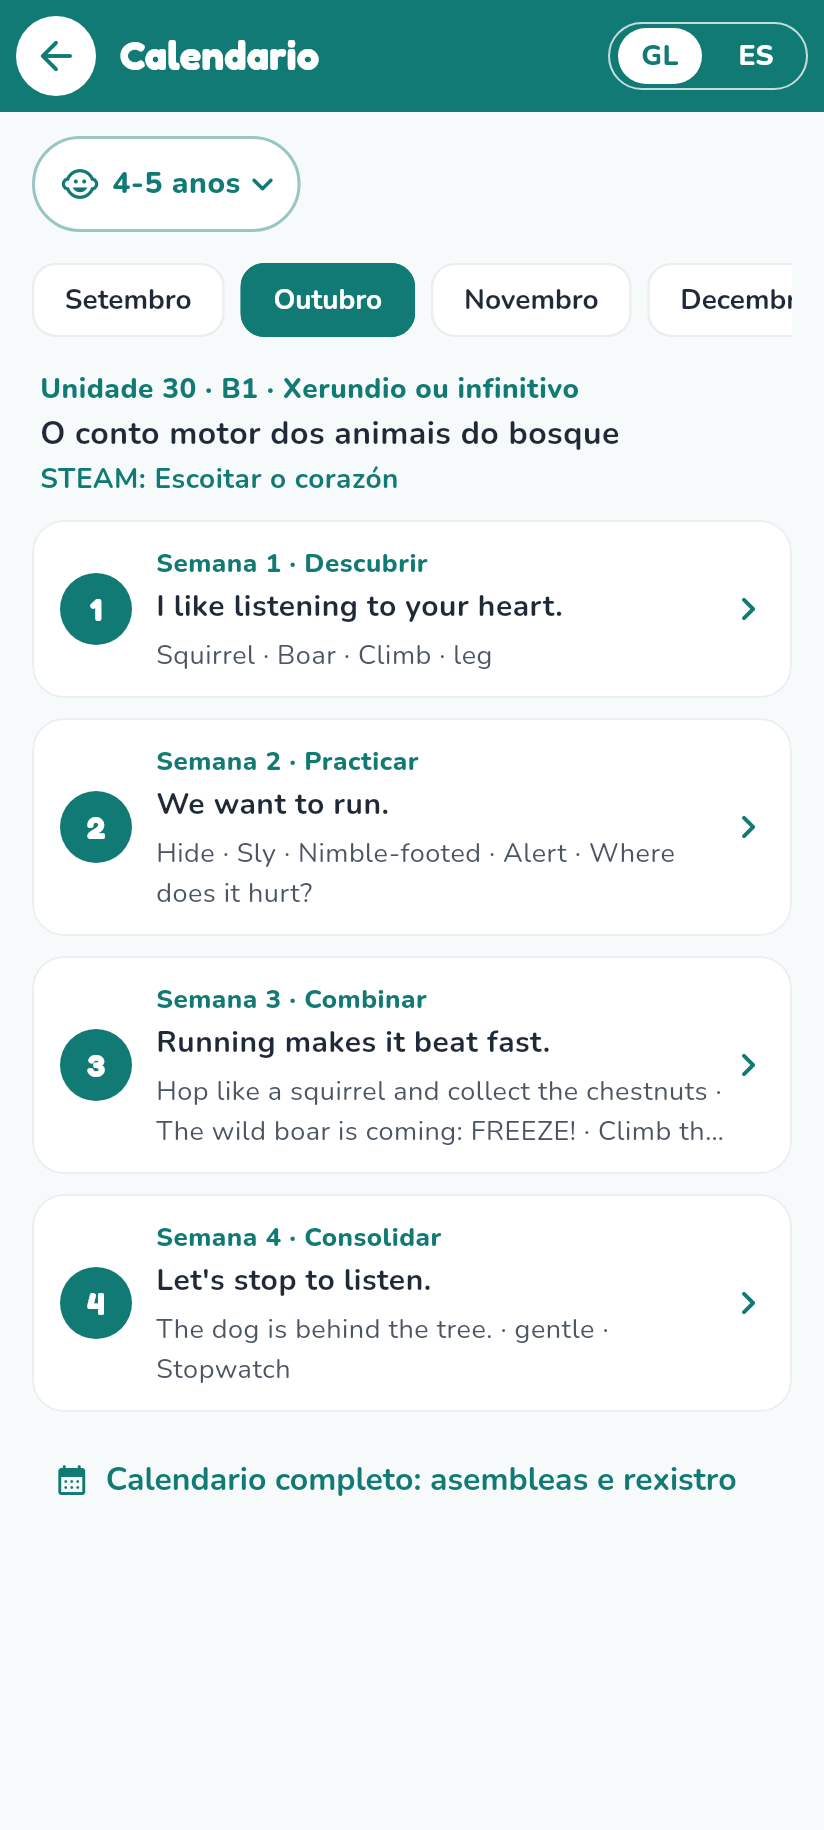 Calendario
GL ES
4-5 anos
Setembro Outubro Novembro Decembr
Unidade 30 · B1 · Xerundio ou infinitivo
O conto motor dos animais do bosque
STEAM: Escoitar o corazón
Semana 1 · Descubrir
1
I like listening to your heart.
Squirrel · Boar · Climb · leg
Semana 2 · Practicar
2
We want to run.
Hide · Sly · Nimble-footed · Alert · Where
does it hurt?
Semana 3 · Combinar
3
Running makes it beat fast.
Hop like a squirrel and collect the chestnuts ·
The wild boar is coming: FREEZE! · Climb th...
Semana 4 · Consolidar
4
Let's stop to listen.
The dog is behind the tree. · gentle ·
Stopwatch
Calendario completo: asembleas e rexistro